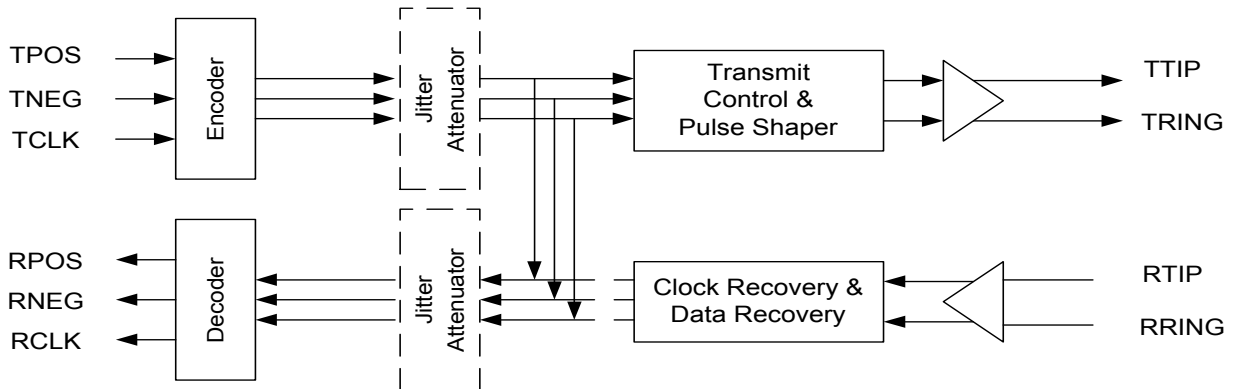 TPOS
TNEG
TCLK
Encoder
Jitter
Attenuator
Transmit
Control &
Pulse Shaper
TTIP
TRING
RPOS
RNEG
RCLK
Decoder
Jitter
Attenuator
Clock Recovery &
Data Recovery
RTIP
RRING